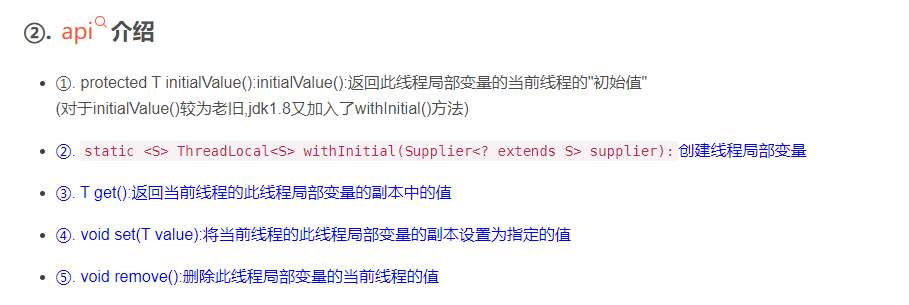 ②. api介绍
①. protected T initialValue():initialValue():返回此线程局部变量的当前线程的"初始值"
(对于initialValue()较为老旧,jdk1.8又加入了withInitial()方法)
②. static <S> ThreadLocal<S> withInitial(Supplier<? extends S> supplier):创建线程局部变量
③. T get():返回当前线程的此线程局部变量的副本中的值
④. void set(T value):将当前线程的此线程局部变量的副本设置为指定的值
⑤. void remove():删除此线程局部变量的当前线程的值